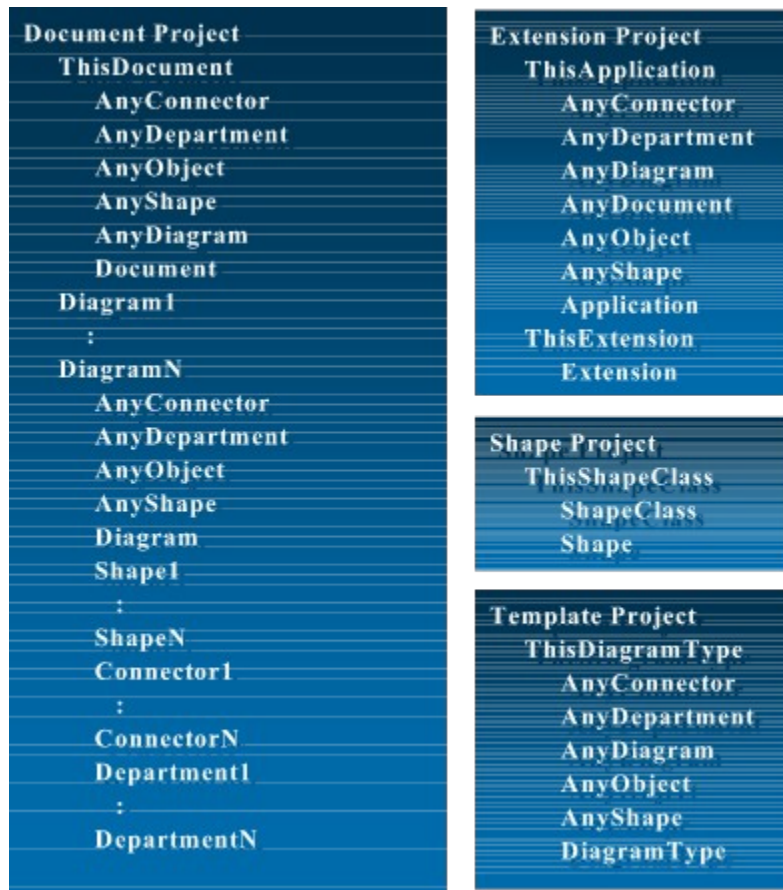 Document Project
ThisDocument
AnyConnector
AnyDepartment
AnyObject
AnyShape
AnyDiagram
Document
Diagram1
:
DiagramN
AnyConnector
AnyDepartment
AnyObject
AnyShape
Diagram
Shape1
:
ShapeN
Connector1
:
ConnectorN
Department1
:
DepartmentN
Extension Project
ThisApplication
AnyConnector
AnyDepartment
AnyDiagram
AnyDocument
AnyObject
AnyShape
Application
ThisExtension
Extension
Shape Project
ThisShapeClass
ShapeClass
Shape
Template Project
ThisDiagramType
AnyConnector
AnyDepartment
AnyDiagram
AnyObject
AnyShape
DiagramType